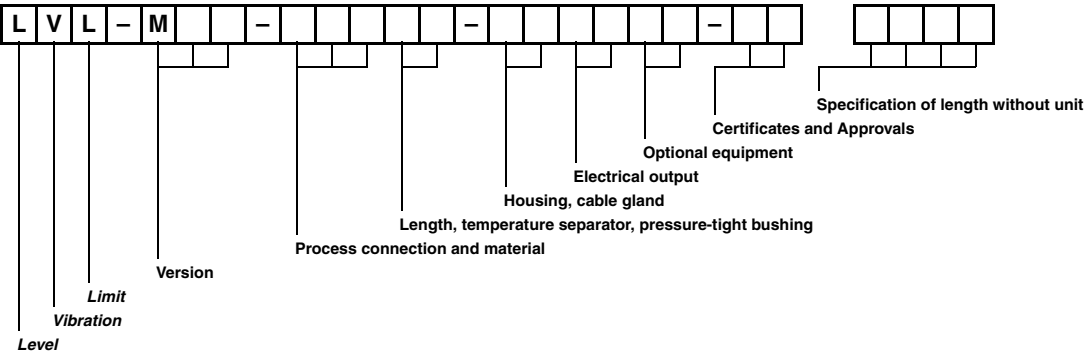 L V L – M – – –
Specification of length without unit
Certificates and Approvals
Optional equipment
Electrical output
Housing, cable gland
Length, temperature separator, pressure-tight bushing
Process connection and material
Version
Limit
Vibration
Level